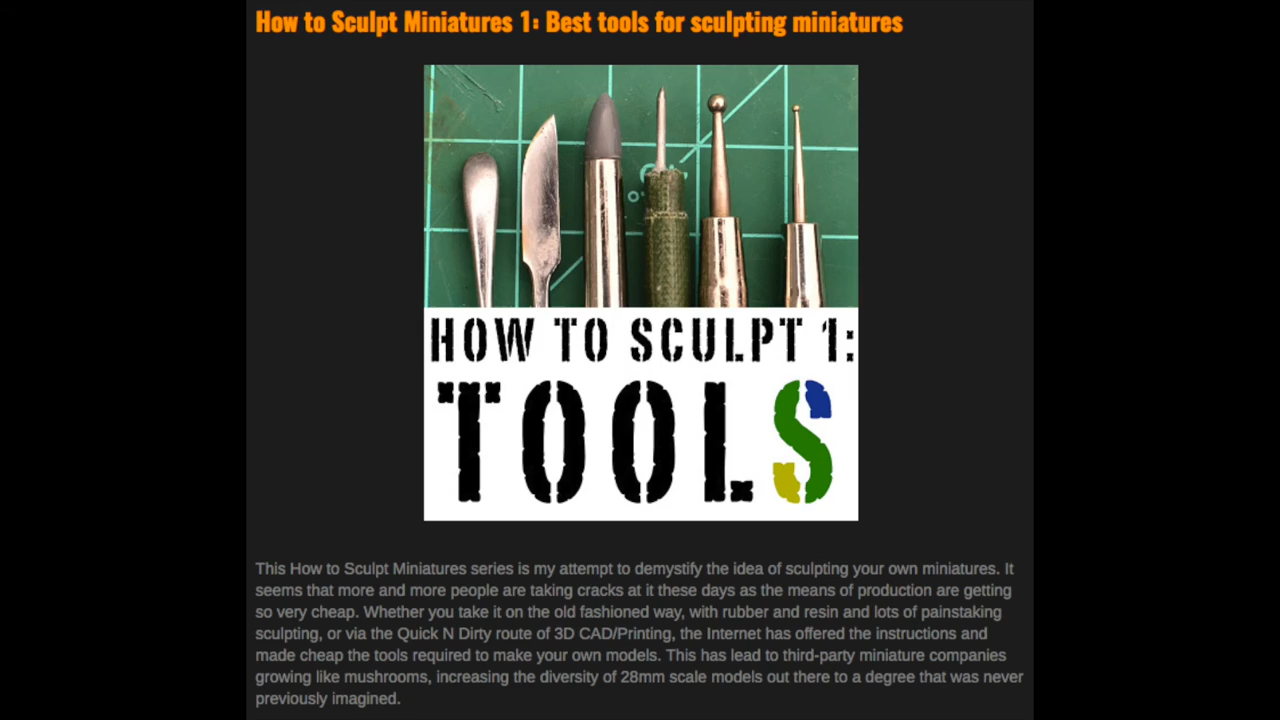 How to Sculpt Miniatures 1: Best tools for sculpting miniatures
HOW TO SCULPT 1:
TOOLS
This How to Sculpt Miniatures series is my attempt to demystify the idea of sculpting your own miniatures. It
seems that more and more people are taking cracks at it these days as the means of production are getting
so very cheap. Whether you take it on the old fashioned way, with rubber and resin and lots of painstaking
sculpting, or via the Quick N Dirty route of 3D CAD/Printing, the Internet has offered the instructions and
made cheap the tools required to make your own models. This has lead to third-party miniature companies
growing like mushrooms, increasing the diversity of 28mm scale models out there to a degree that was never
previously imagined.